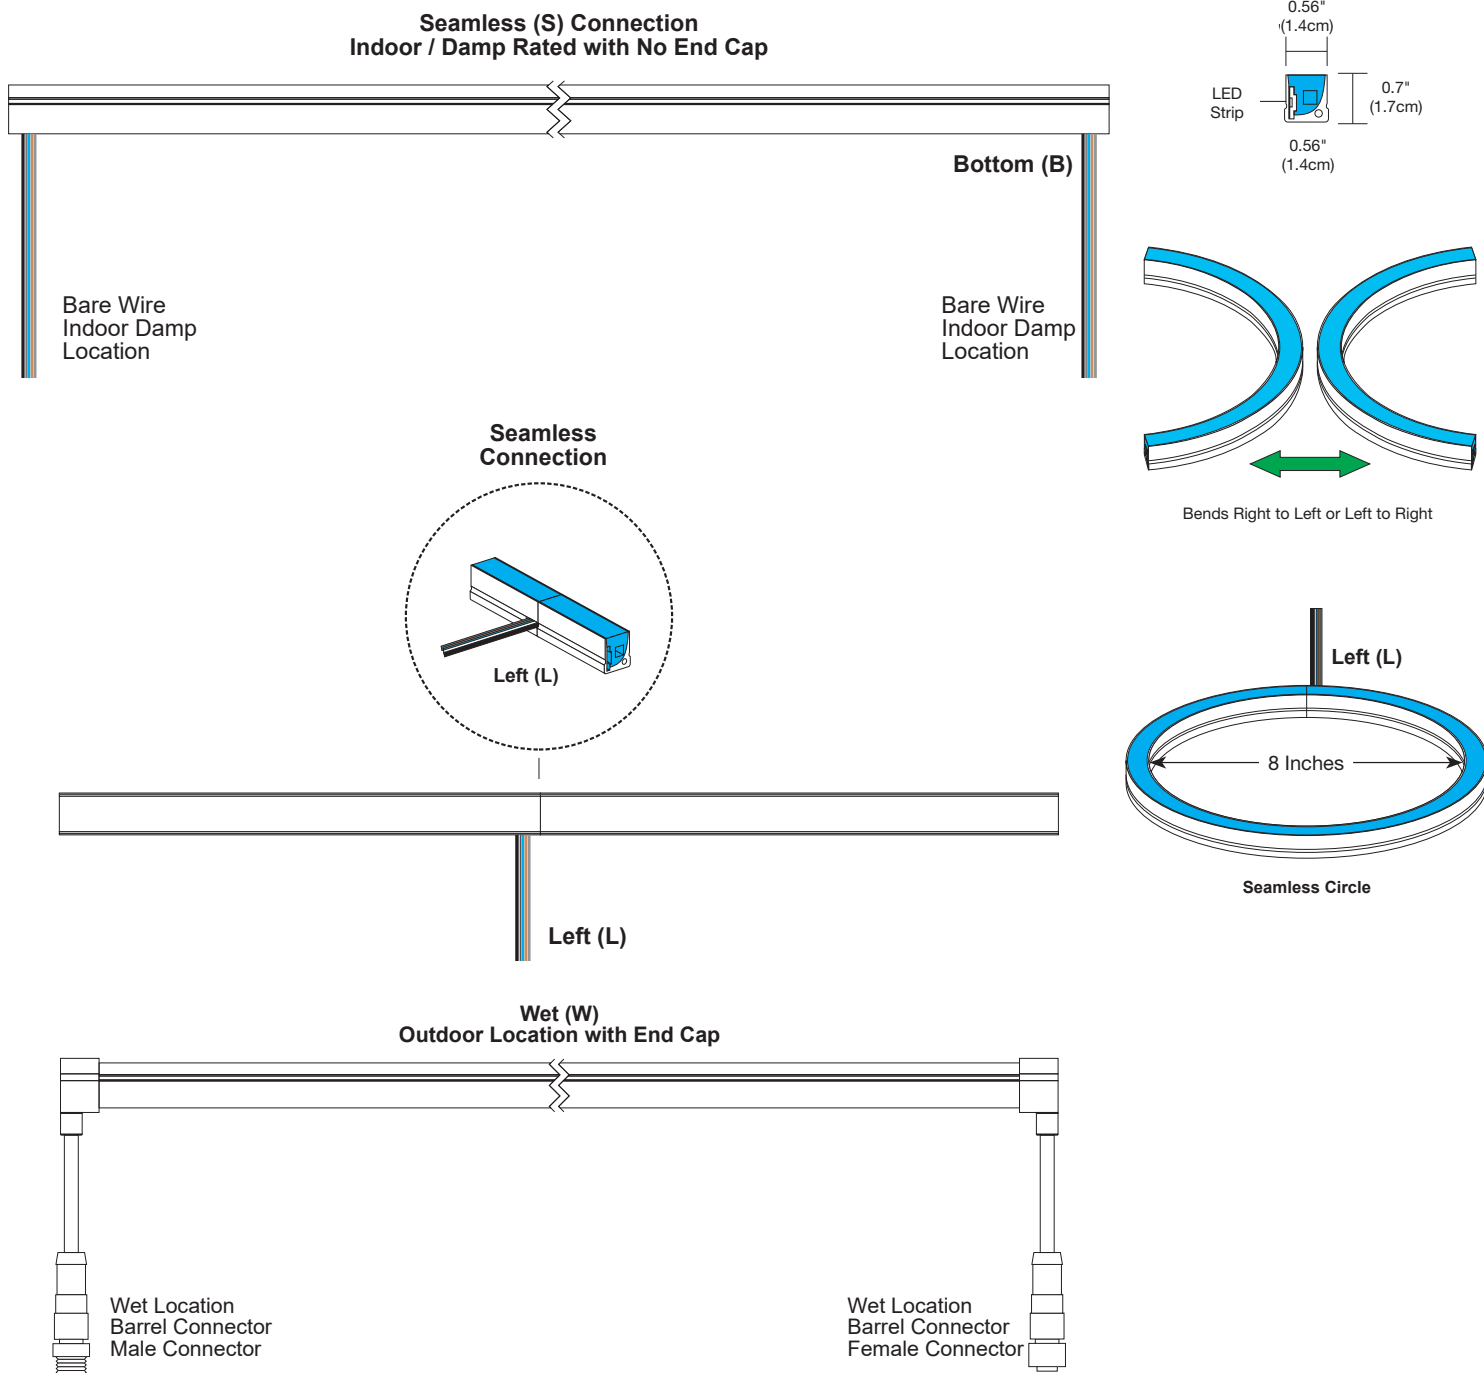 Seamless (S) Connection
Indoor / Damp Rated with No End Cap
Bottom (B)
Bare Wire
Indoor Damp
Location
Bare Wire
Indoor Damp
Location
0.56"
(1.4cm)
LED
Strip
0.7"
(1.7cm)
0.56"
(1.4cm)
Bends Right to Left or Left to Right
Seamless
Connection
Left (L)
Left (L)
Left (L)
8 Inches
Seamless Circle
Wet (W)
Outdoor Location with End Cap
Wet Location
Barrel Connector
Male Connector
Wet Location
Barrel Connector
Female Connector